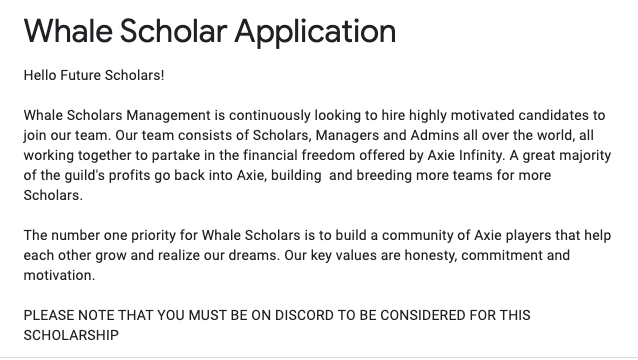 Whale Scholar Application
Hello Future Scholars!
Whale Scholars Management is continuously looking to hire highly motivated candidates to
join our team. Our team consists of Scholars, Managers and Admins all over the world, all
working together to partake in the financial freedom offered by Axie Infinity. A great majority
of the guild's profits go back into Axie, building  and breeding more teams for more
Scholars.
The number one priority for Whale Scholars is to build a community of Axie players that help
each other grow and realize our dreams. Our key values are honesty, commitment and
motivation.
PLEASE NOTE THAT YOU MUST BE ON DISCORD TO BE CONSIDERED FOR THIS
SCHOLARSHIP